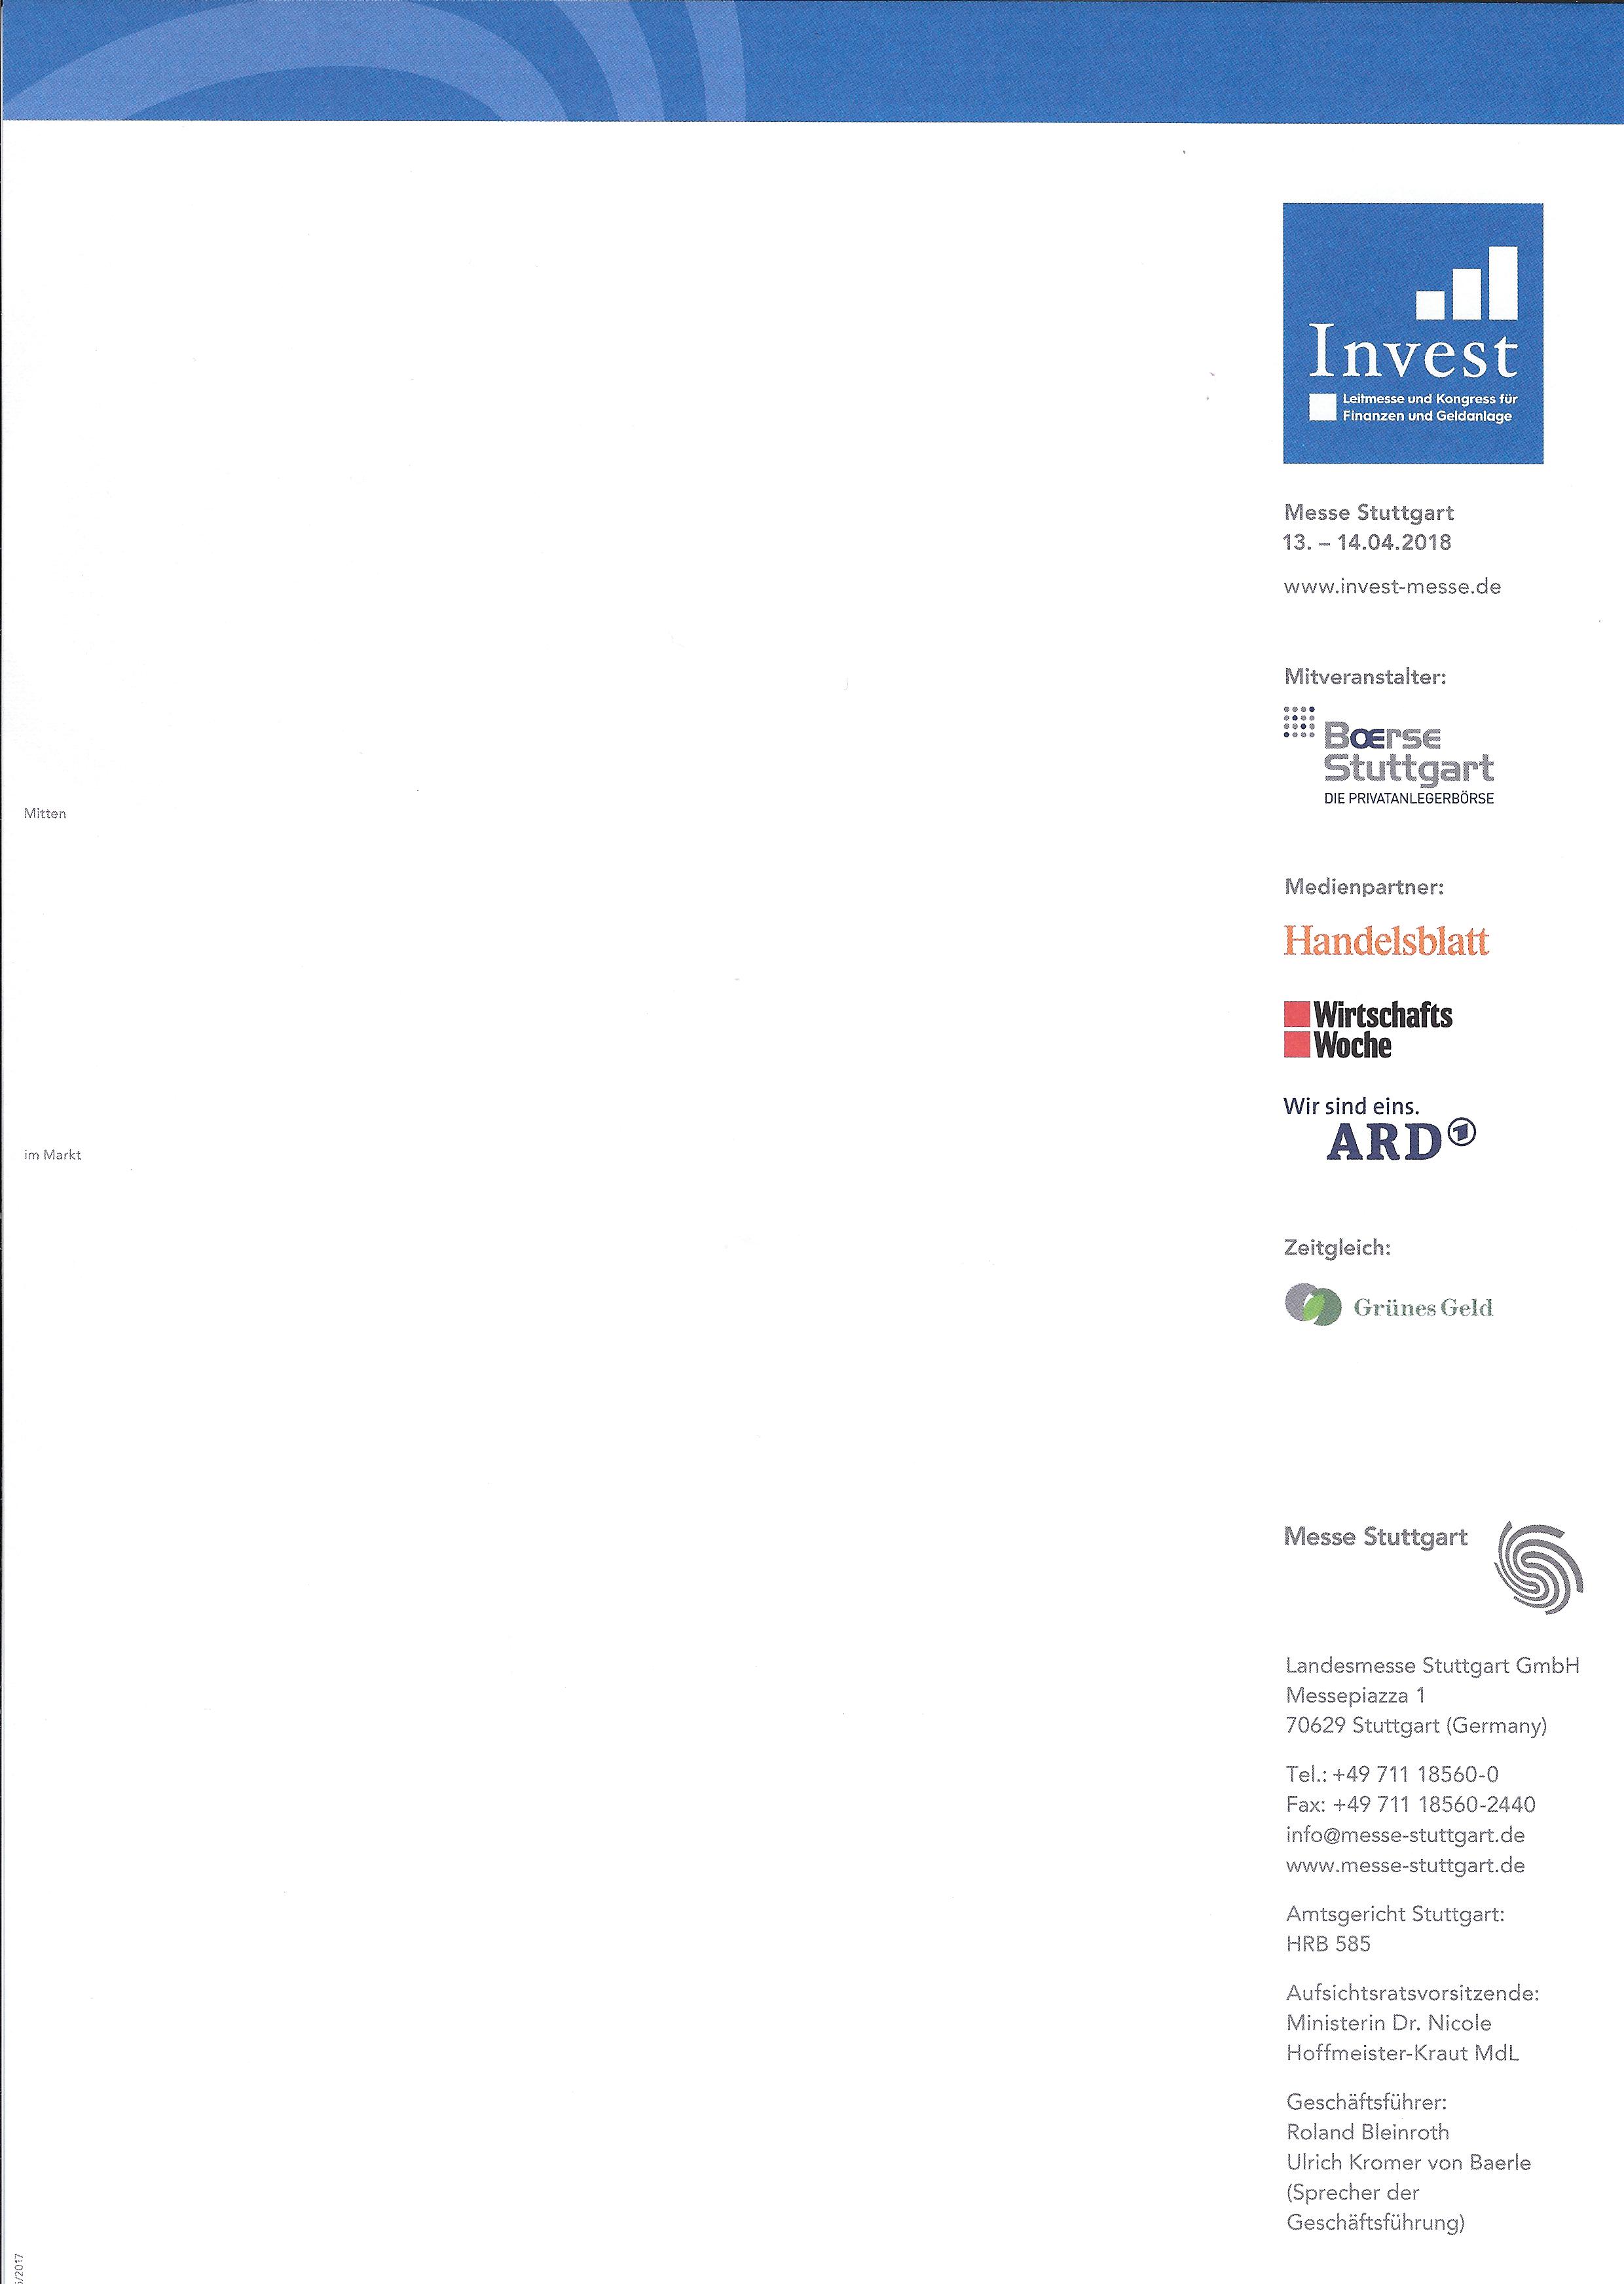 Invest
Leitmesse und Kongress für
Finanzen und Geldanlage
Messe Stuttgart
13. – 14.04.2018
www.invest-messe.de
Mitveranstalter:
Bœrse
Stuttgart
DIE PRIVATANLEGERBÖRSE
Mitten
Medienpartner:
Handelsblatt
Wirtschafts
Woche
Wir sind eins.
ARD 1
im Markt
Zeitgleich:
Grünes Geld
Messe Stuttgart
Landesmesse Stuttgart GmbH
Messepiazza 1
70629 Stuttgart (Germany)
Tel.: +49 711 18560-0
Fax: +49 711 18560-2440
info@messe-stuttgart.de
www.messe-stuttgart.de
Amtsgericht Stuttgart:
HRB 585
Aufsichtsratsvorsitzende:
Ministerin Dr. Nicole
Hoffmeister-Kraut MdL
Geschäftsführer:
Roland Bleinroth
Ulrich Kromer von Baerle
(Sprecher der
Geschäftsführung)
/2017